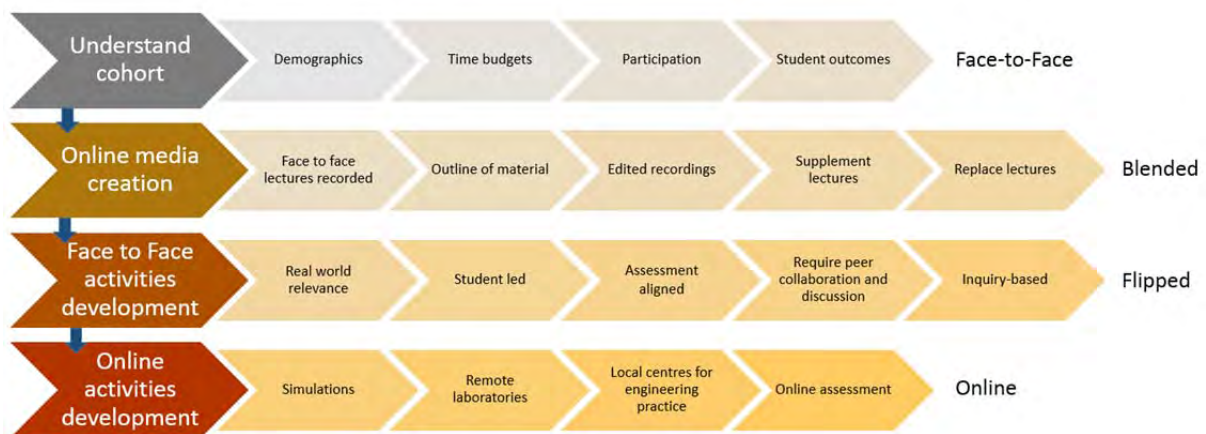 Understand
cohort
Demographics
Time budgets
Participation
Student outcomes
Face-to-Face
Online media
creation
Face to face
lectures recorded
Outline of material
Edited recordings
Supplement
lectures
Replace lectures
Blended
Face to Face
activities
development
Real world
relevance
Student led
Assessment
aligned
Require peer
collaboration and
discussion
Inquiry-based
Flipped
Online
activities
development
Simulations
Remote
laboratories
Local centres for
engineering
practice
Online assessment
Online